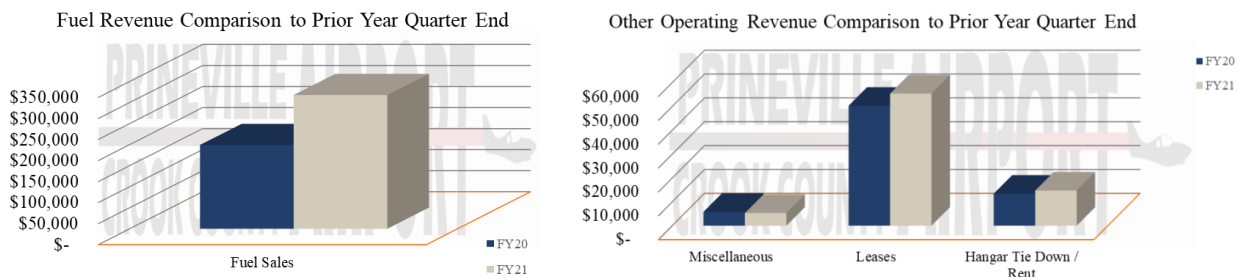 Fuel Revenue Comparison to Prior Year Quarter End
PRINEVILLE AIRPORT
CROOK COUNTY
$350,000
$300,000
$250,000
$200,000
$150,000
$100,000
$50,000
$-
Fuel Sales
FY20
FY21
Other Operating Revenue Comparison to Prior Year Quarter End
PRINEVILLE AIRPORT
CROOK COUNTY
$60,000
$50,000
$40,000
$30,000
$20,000
$10,000
$-
Miscellaneous
Leases
Hangar Tie Down /
Rent
FY20
FY21